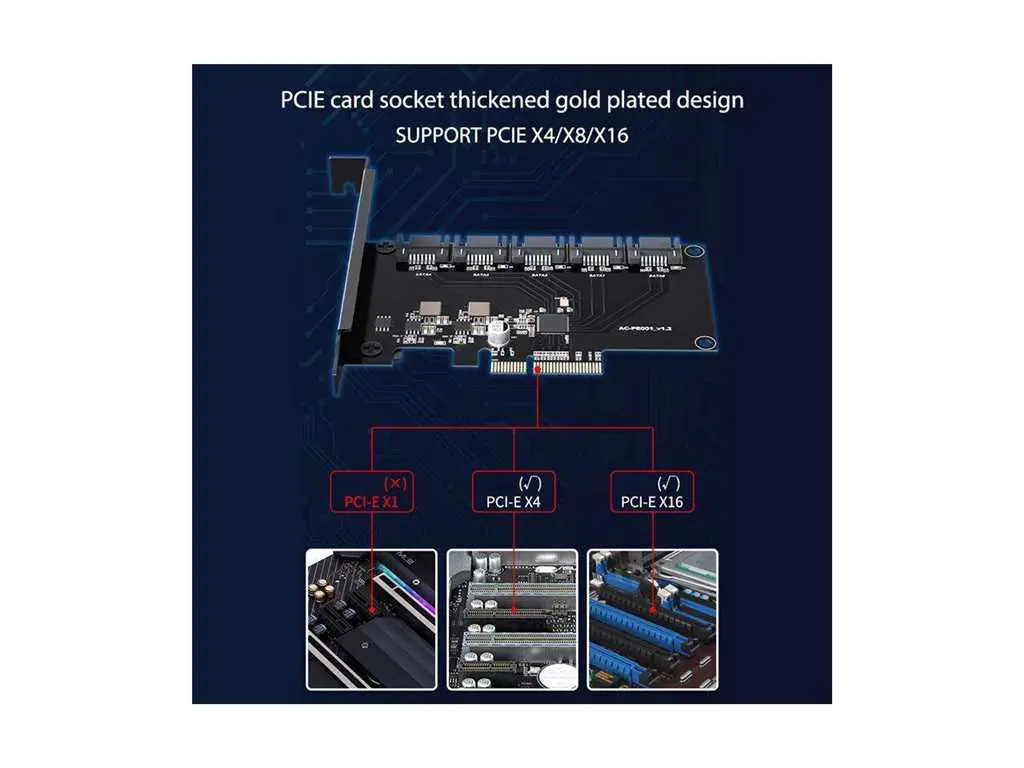 PCIE card socket thickened gold plated design
SUPPORT PCIE X4/X8/X16
AC-PE001_v1.2
(×)
PCI-E X1
(√)
PCI-E X4
(√)
PCI-E X16